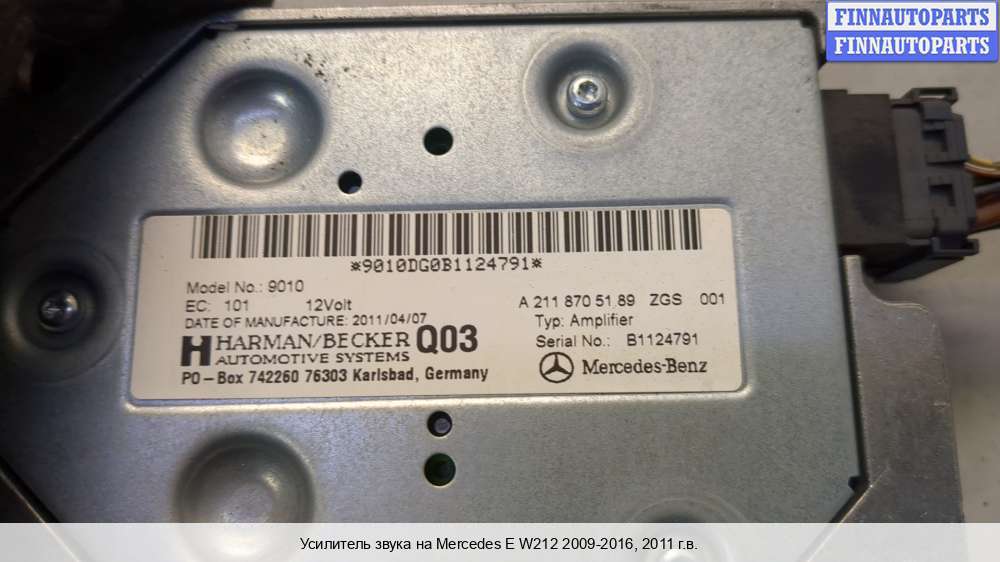 FINNAUTOPARTS
FINNAUTOPARTS
*9010DG0B1124791*
Model No.: 9010
EC: 101 12Volt
DATE OF MANUFACTURE: 2011/04/07
HARMAN/BECKER Q03
AUTOMOTIVE SYSTEMS
PO-Box 742260 76303 Karlsbad, Germany
A 211 870 51 89 ZGS 001
Typ: Amplifier
Serial No.: B1124791
Mercedes-Benz
Усилитель звука на Mercedes E W212 2009-2016, 2011 г.в.